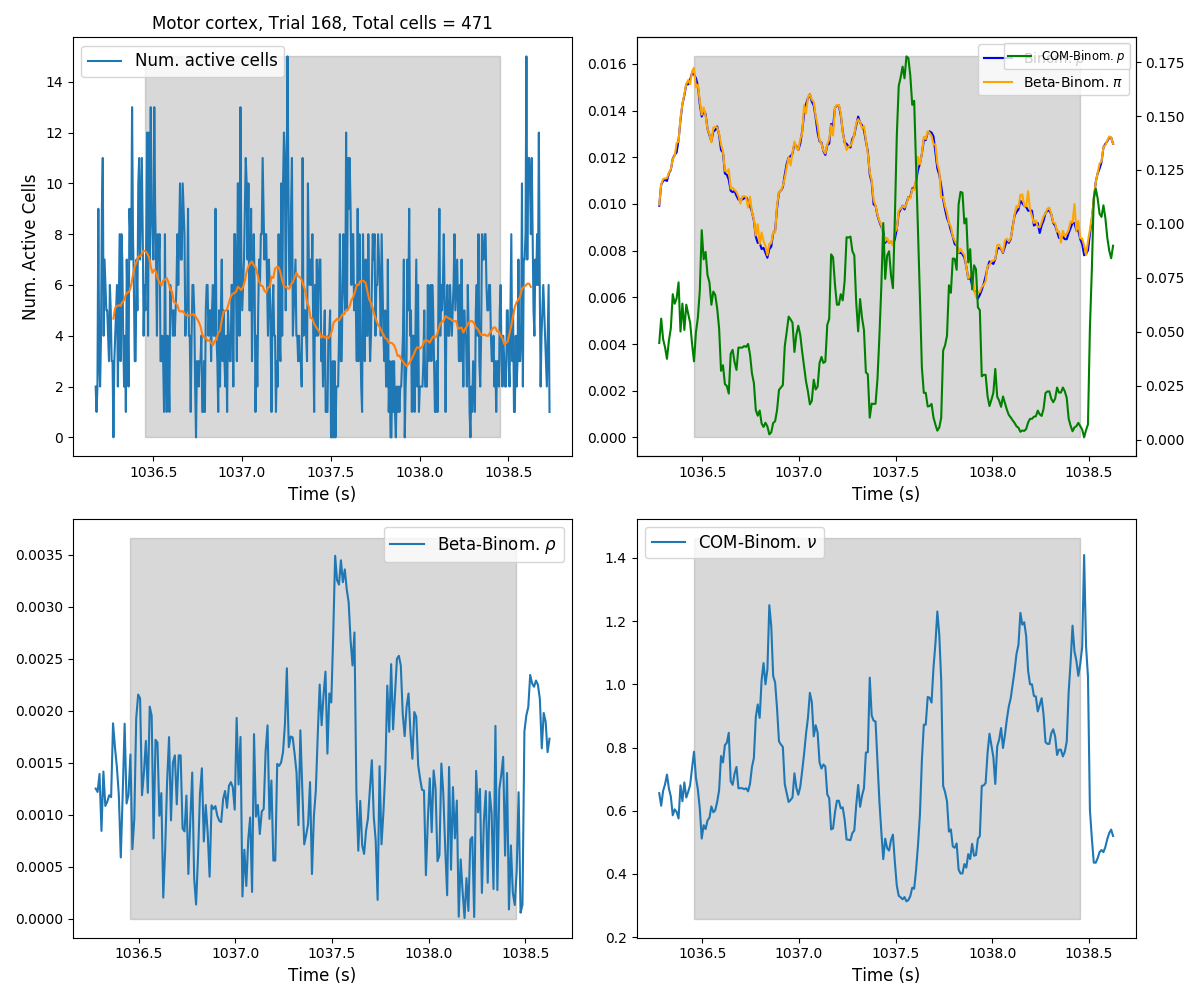 Motor cortex, Trial 168, Total cells = 471
Num. active cells
Num. Active Cells
14
12
10
8
6
4
2
0
1036.5 1037.0 1037.5 1038.0 1038.5
Time (s)
COM-Binom. p
Binom. p
Beta-Binom. π
0.016
0.014
0.012
0.010
0.008
0.006
0.004
0.002
0.000
0.175
0.150
0.125
0.100
0.075
0.050
0.025
0.000
1036.5 1037.0 1037.5 1038.0 1038.5
Time (s)
Beta-Binom. ρ
0.0035
0.0030
0.0025
0.0020
0.0015
0.0010
0.0005
0.0000
1036.5 1037.0 1037.5 1038.0 1038.5
Time (s)
COM-Binom. ν
1.4
1.2
1.0
0.8
0.6
0.4
0.2
1036.5 1037.0 1037.5 1038.0 1038.5
Time (s)